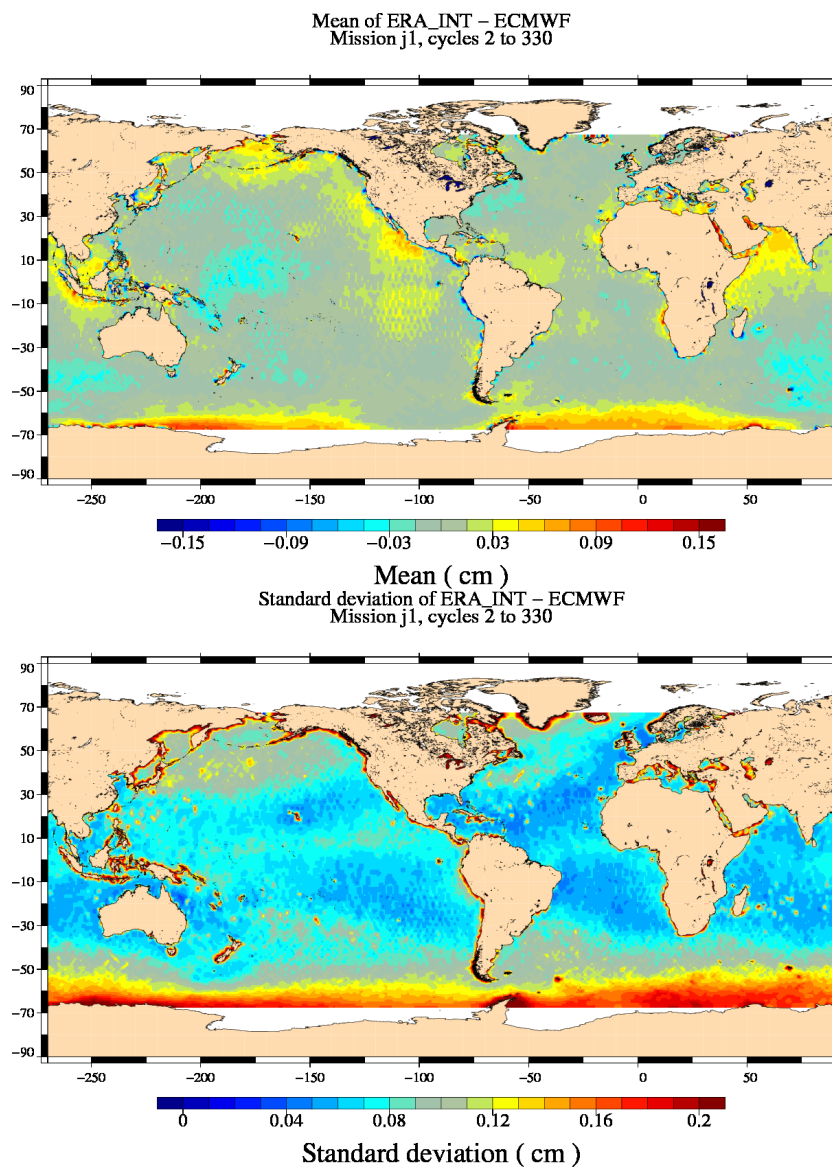 Mean of ERA_INT − ECMWF
Mission j1, cycles 2 to 330
90
70
50
30
10
−10
−30
−50
−70
−90
−250 −200 −150 −100 −50 0 50
−0.15 −0.09 −0.03 0.03 0.09 0.15
Mean ( cm )
Standard deviation of ERA_INT − ECMWF
Mission j1, cycles 2 to 330
90
70
50
30
10
−10
−30
−50
−70
−90
−250 −200 −150 −100 −50 0 50
0 0.04 0.08 0.12 0.16 0.2
Standard deviation ( cm )